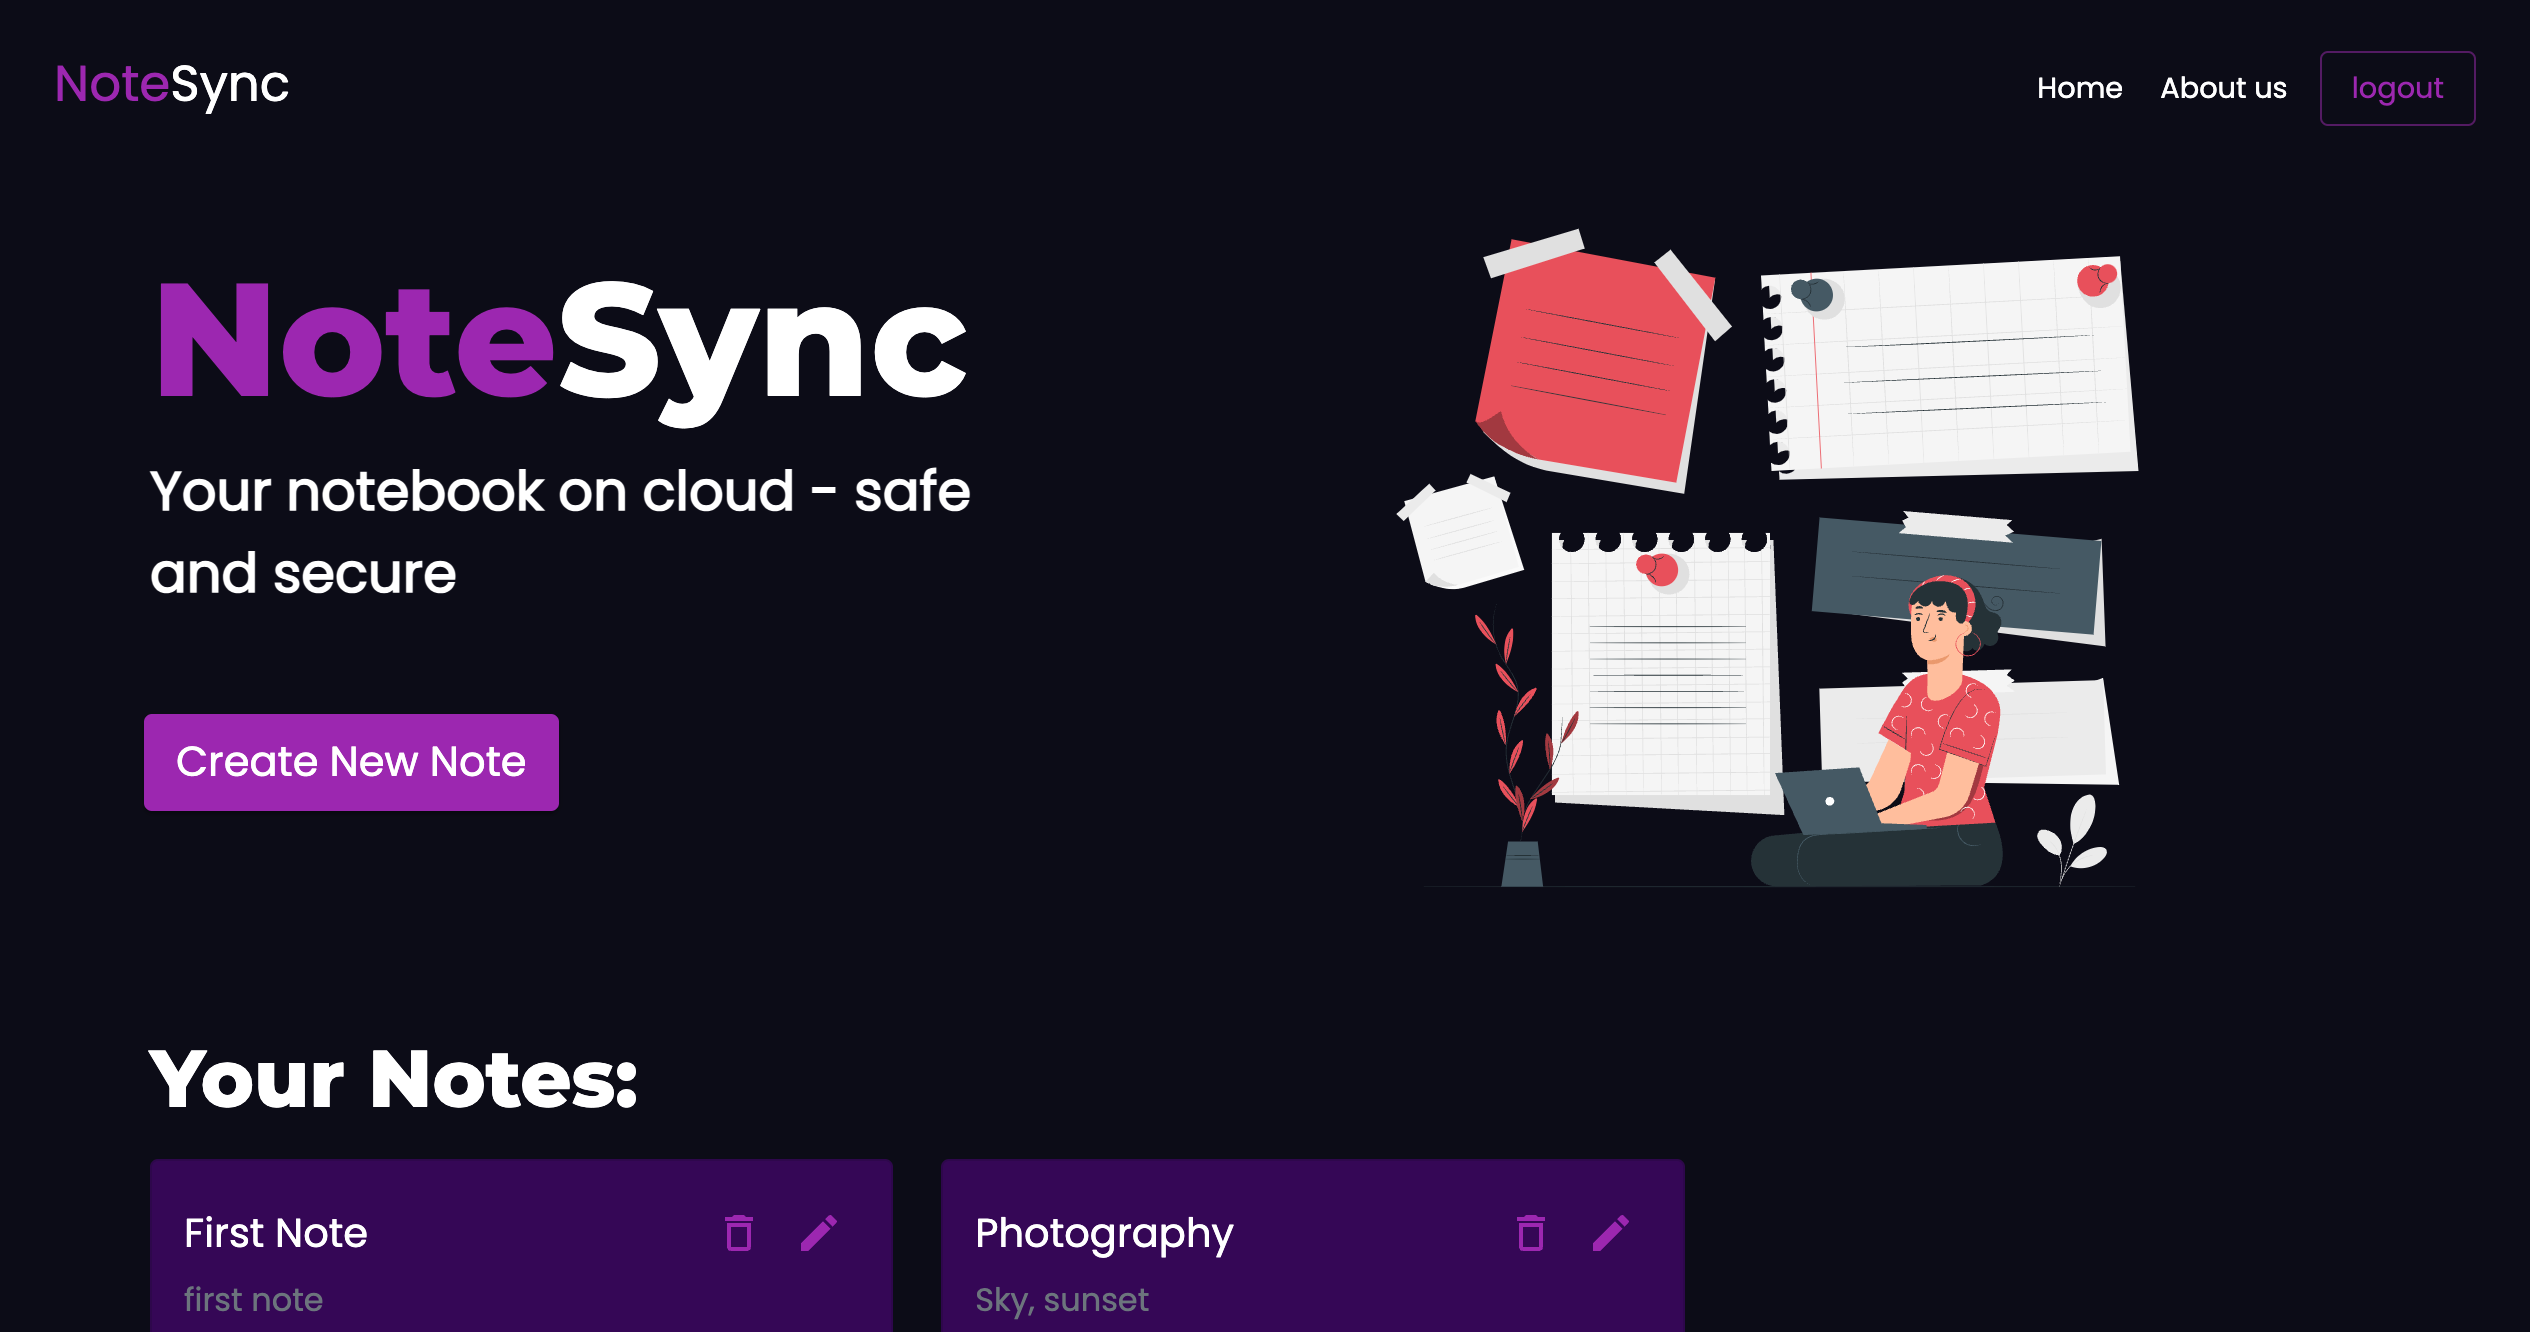 NoteSync
Home
About us
logout
NoteSync
Your notebook on cloud - safe
and secure
Create New Note
Your Notes:
First Note
first note
Photography
Sky, sunset